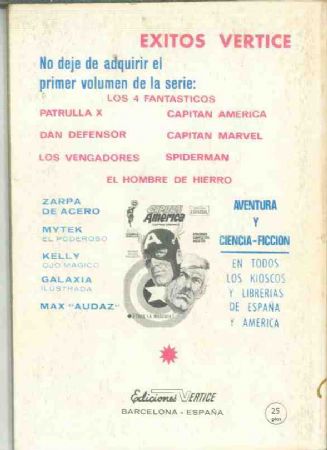 EXITOS VERTICE
No deje de adquirir el
primer volumen de la serie:
LOS 4 FANTASTICOS
PATRULLA X CAPITAN AMERICA
DAN DEFENSOR CAPITAN MARVEL
LOS VENGADORES SPIDERMAN
EL HOMBRE DE HIERRO
ZARPA
DE ACERO
MYTEK
EL PODEROSO
KELLY
OJO MAGICO
GALAXIA
ILUSTRADA
MAX "AUDAZ"
America
AVENTURA
Y
CIENCIA-FICCION
EN TODOS
LOS KIOSCOS
Y LIBRERIAS
DE ESPAÑA
Y AMERICA
Ediciones VERTICE
BARCELONA - ESPAÑA
25
ptas